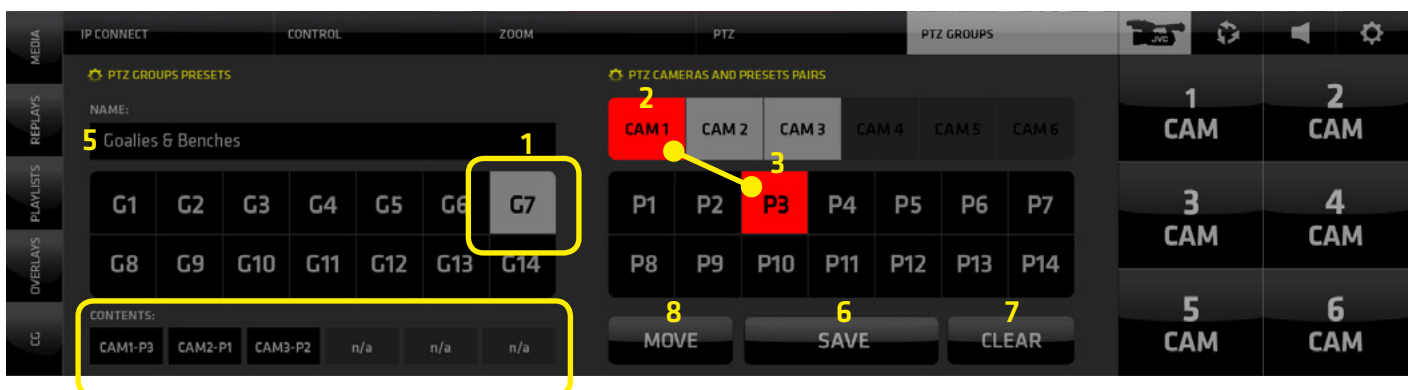 MEDIA
REPLAYS
PLAYLISTS
OVERLAYS
CG
IP CONNECT CONTROL ZOOM PTZ PTZ GROUPS JVC
PTZ GROUPS PRESETS
NAME:
5 Goalies & Benches
1
G1 G2 G3 G4 G5 G6 G7
G8 G9 G10 G11 G12 G13 G14
CONTENTS:
CAM1-P3 CAM2-P1 CAM3-P2 n/a n/a n/a
PTZ CAMERAS AND PRESETS PAIRS
2
CAM 1 CAM 2 CAM 3 CAM 4 CAM 5 CAM 6
3
P1 P2 P3 P4 P5 P6 P7
P8 P9 P10 P11 P12 P13 P14
8 6 7
MOVE SAVE CLEAR
1 2
CAM CAM
3 4
CAM CAM
5 6
CAM CAM